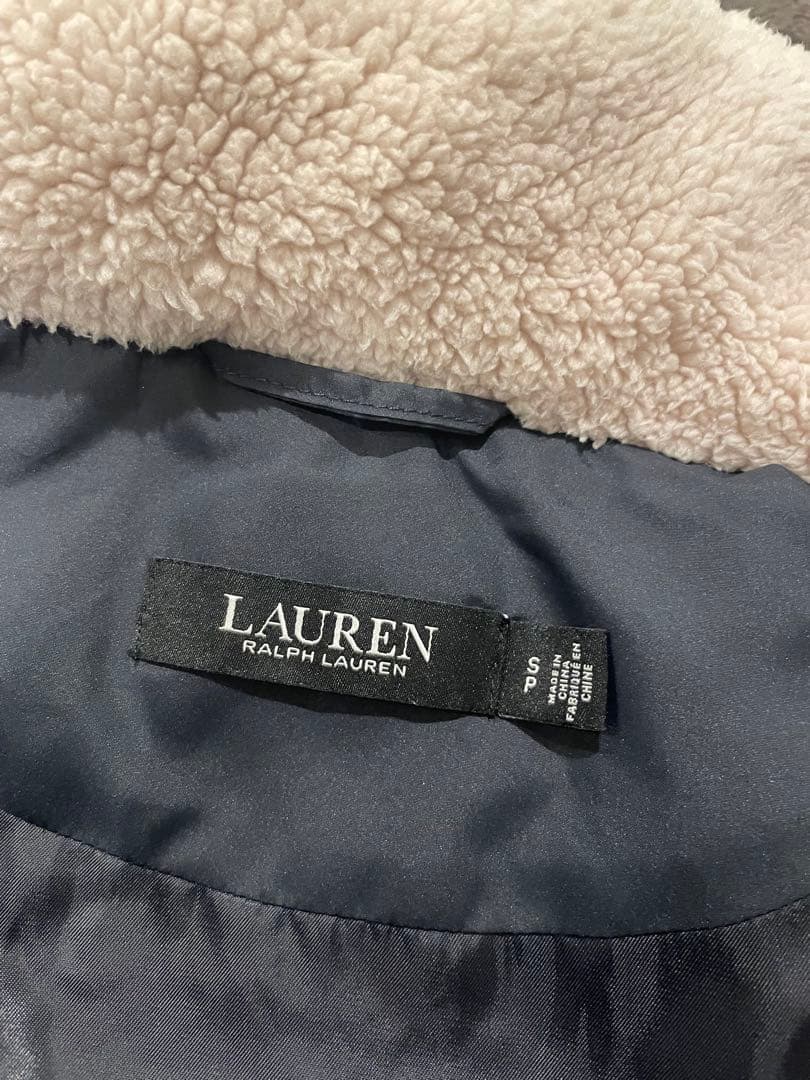 LAUREN
RALPH LAUREN
S
P
MADE IN
CHINA
FABRIQUÉ EN
CHINE